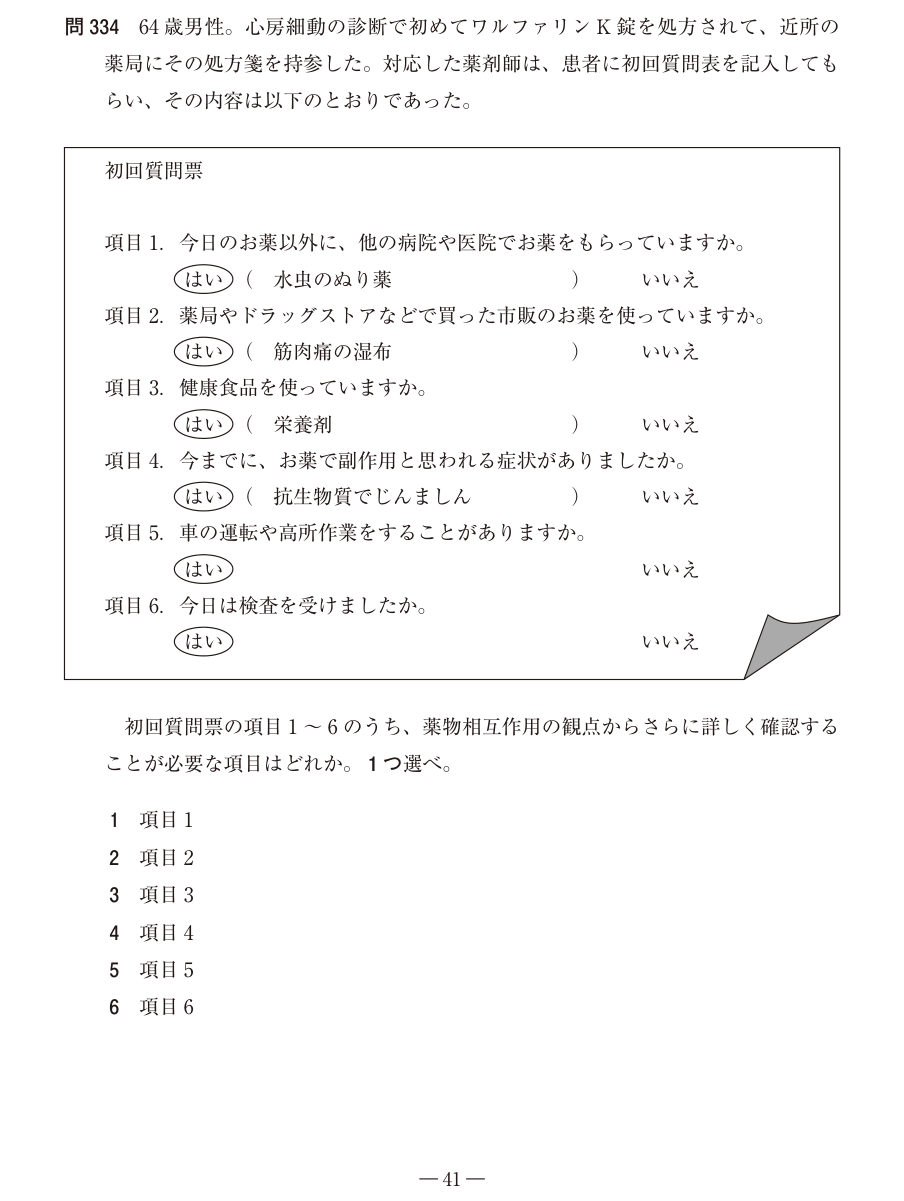 問 334　64 歳男性。心房細動の診断で初めてワルファリン K 錠を処方されて、近所の
薬局にその処方箋を持参した。対応した薬剤師は、患者に初回質問表を記入しても
らい、その内容は以下のとおりであった。
初回質問票
項目 1. 今日のお薬以外に、他の病院や医院でお薬をもらっていますか。
はい （ 水虫のぬり薬 ） いいえ
項目 2. 薬局やドラッグストアなどで買った市販のお薬を使っていますか。
はい （ 筋肉痛の湿布 ） いいえ
項目 3. 健康食品を使っていますか。
はい （ 栄養剤 ） いいえ
項目 4. 今までに、お薬で副作用と思われる症状がありましたか。
はい （ 抗生物質でじんましん ） いいえ
項目 5. 車の運転や高所作業をすることがありますか。
はい いいえ
項目 6. 今日は検査を受けましたか。
はい いいえ
初回質問票の項目 1 ～ 6 のうち、薬物相互作用の観点からさらに詳しく確認する
ことが必要な項目はどれか。1 つ選べ。
1 項目 1
2 項目 2
3 項目 3
4 項目 4
5 項目 5
6 項目 6
― 41 ―